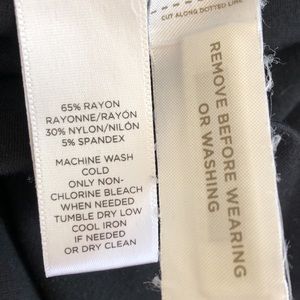 65% RAYON
RAYONNE/RAYÓN
30% NYLON/NILÓN
5% SPANDEX
MACHINE WASH
COLD
ONLY NON-
CHLORINE BLEACH
WHEN NEEDED
TUMBLE DRY LOW
COOL IRON
IF NEEDED
OR DRY CLEAN
CUT ALONG DOTTED LINE
REMOVE BEFORE WEARING
OR WASHING